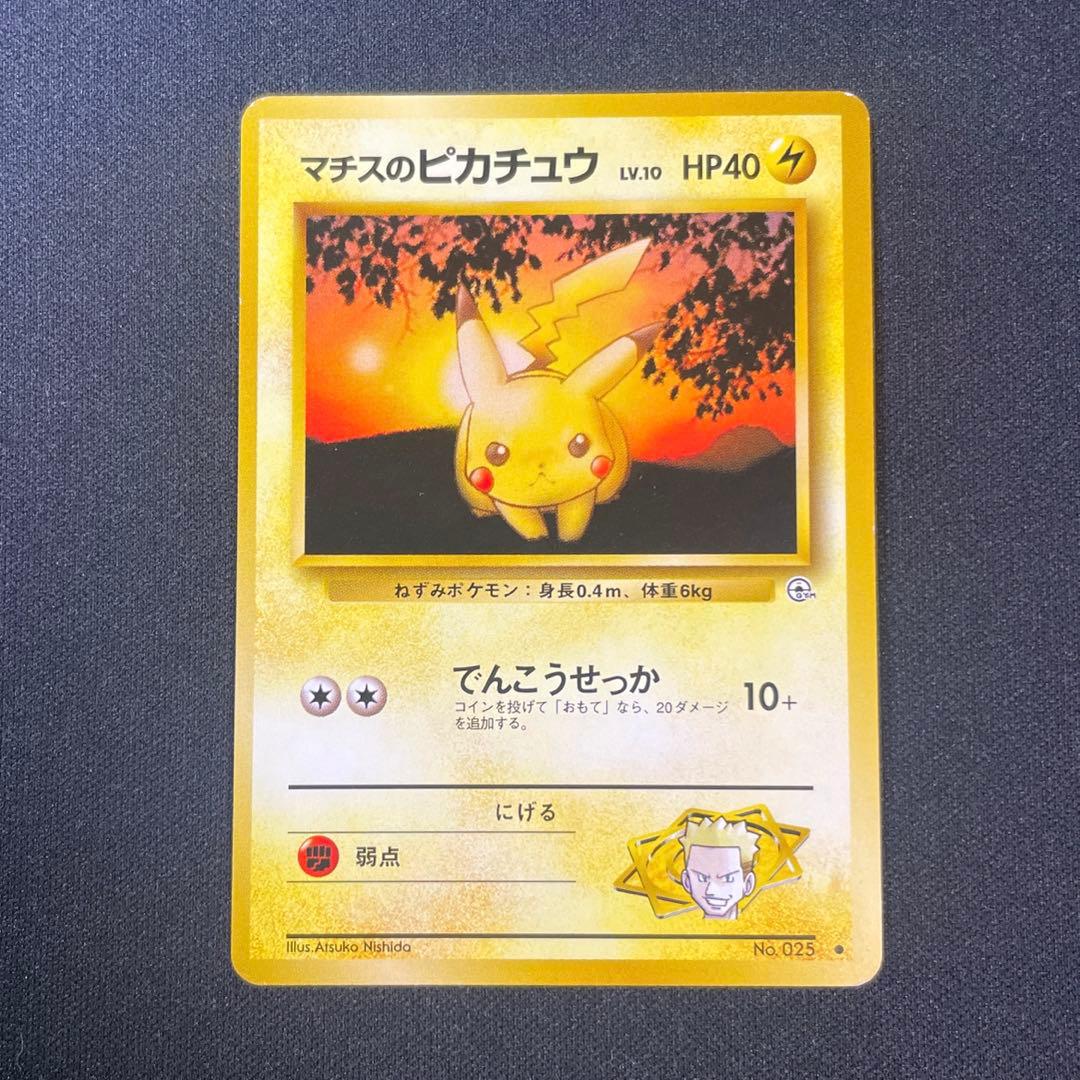 マチスのピカチュウ LV.10 HP40
ねずみポケモン：身長0.4m、体重6kg
GYM
でんこうせっか 10+
コインを投げて「おもて」なら、20ダメージ
を追加する。
にげる
弱点
Illus.Atsuko Nishida No. 025